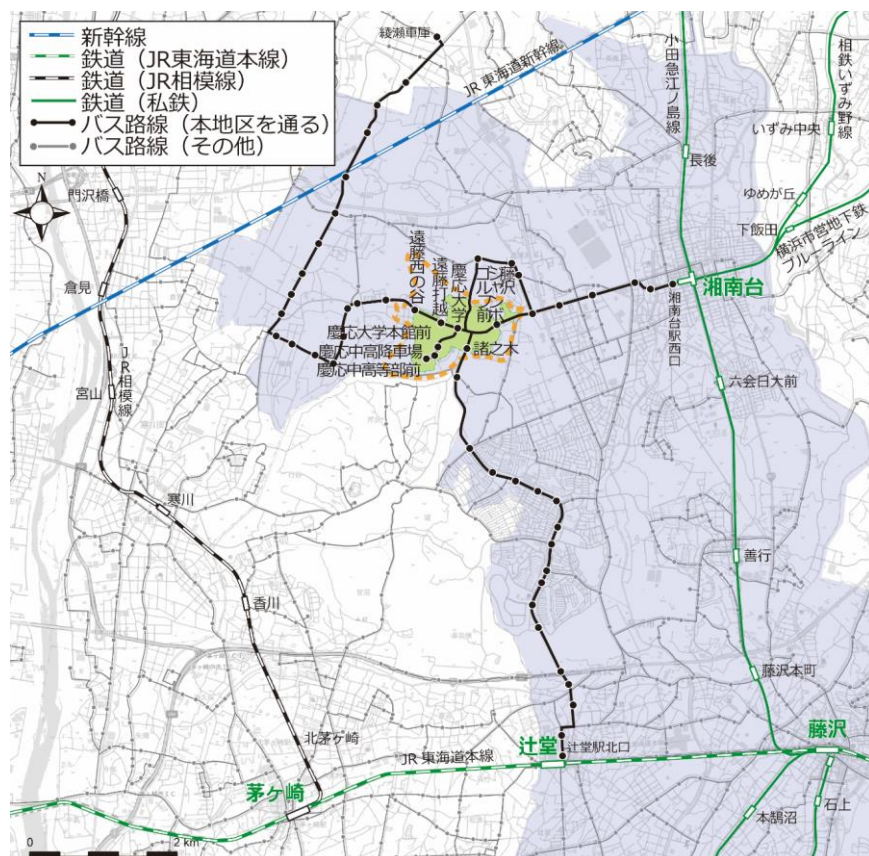 新幹線
鉄道（JR東海道本線）
鉄道（JR相模線）
鉄道（私鉄）
バス路線（本地区を通る）
バス路線（その他）
綾瀬車庫
JR 東海道新幹線
小田急江ノ島線
相鉄いずみ野線
いずみ中央
長後
ゆめが丘
下飯田
横浜市営地下鉄
ブルーライン
N
門沢橋
倉見
JR相模線
宮山
寒川
香川
北茅ケ崎
遠藤西の谷
遠藤打越
慶応大学
藤沢
ジャンボ
ゴルフ前
慶応大学本館前
慶応中高降車場
慶応中高等部前
諸之木
湘南台
湘南台駅西口
六会日大前
善行
藤沢本町
藤沢
石上
本鵠沼
辻堂
辻堂駅北口
JR 東海道本線
茅ヶ崎
0
2 km